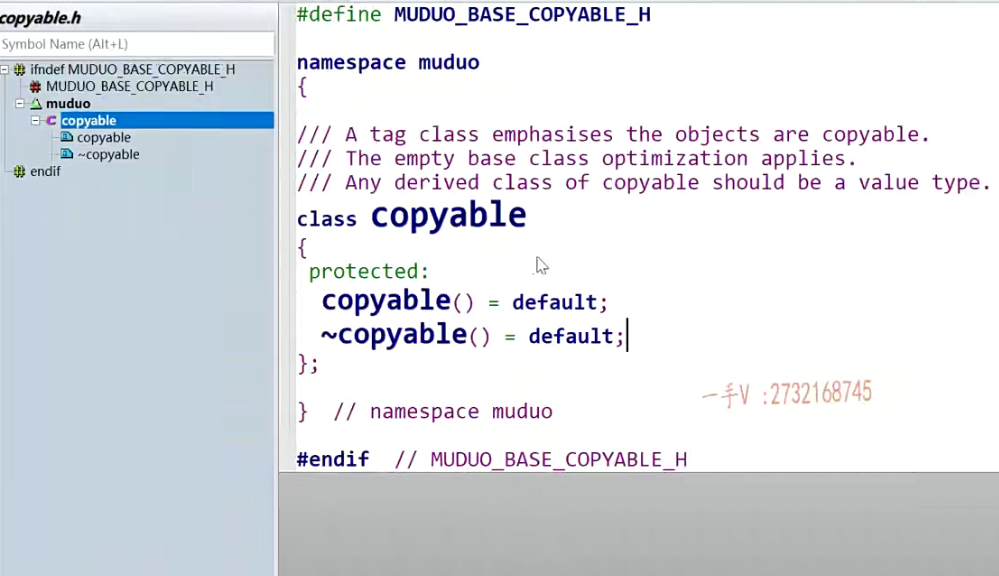 copyable.h
Symbol Name (Alt+L)
ifndef MUDUO_BASE_COPYABLE_H
MUDUO_BASE_COPYABLE_H
muduo
copyable
copyable
~copyable
endif
#define MUDUO_BASE_COPYABLE_H
namespace muduo
{
/// A tag class emphasises the objects are copyable.
/// The empty base class optimization applies.
/// Any derived class of copyable should be a value type.
class copyable
{
protected:
copyable() = default;
~copyable() = default;
};
} // namespace muduo
#endif // MUDUO_BASE_COPYABLE_H
一手V :2732168745